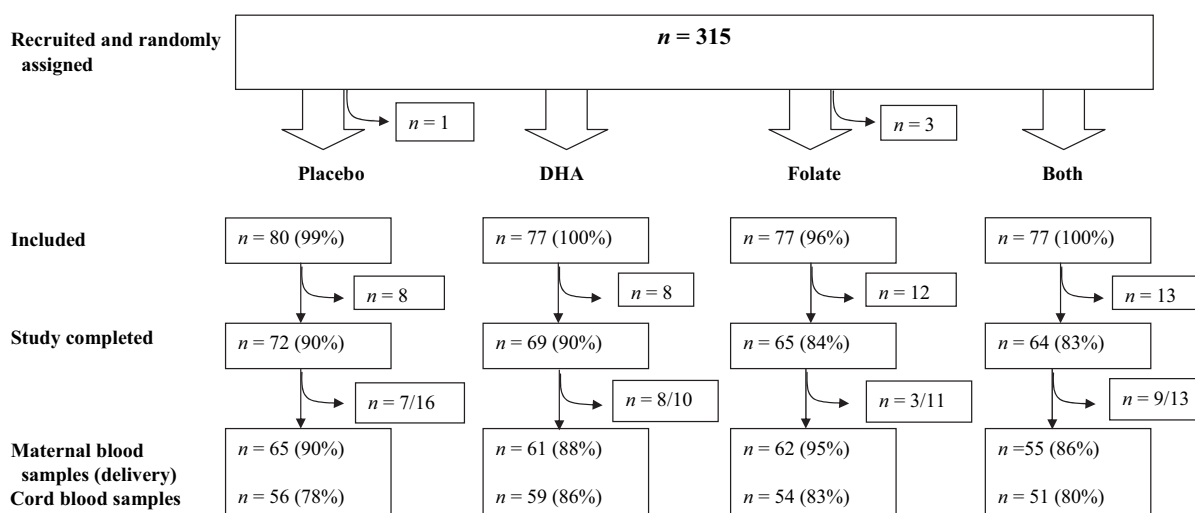 Recruited and randomly
assigned
n = 315
n = 1
n = 3
Placebo
DHA
Folate
Both
Included
n = 80 (99%)
n = 77 (100%)
n = 77 (96%)
n = 77 (100%)
n = 8
n = 8
n = 12
n = 13
Study completed
n = 72 (90%)
n = 69 (90%)
n = 65 (84%)
n = 64 (83%)
n = 7/16
n = 8/10
n = 3/11
n = 9/13
Maternal blood
samples (delivery)
n = 65 (90%)
n = 61 (88%)
n = 62 (95%)
n =55 (86%)
Cord blood samples
n = 56 (78%)
n = 59 (86%)
n = 54 (83%)
n = 51 (80%)